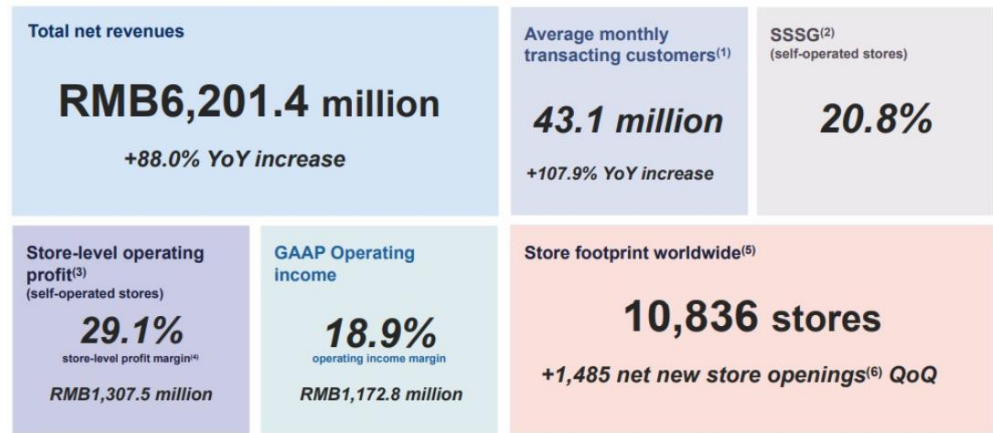 Total net revenues
RMB6,201.4 million
+88.0% YoY increase
Average monthly
transacting customers(1)
43.1 million
+107.9% YoY increase
SSSG(2)
(self-operated stores)
20.8%
Store-level operating
profit(3)
(self-operated stores)
29.1%
store-level profit margin(4)
RMB1,307.5 million
GAAP Operating
income
18.9%
operating income margin
RMB1,172.8 million
Store footprint worldwide(5)
10,836 stores
+1,485 net new store openings(6) QoQ